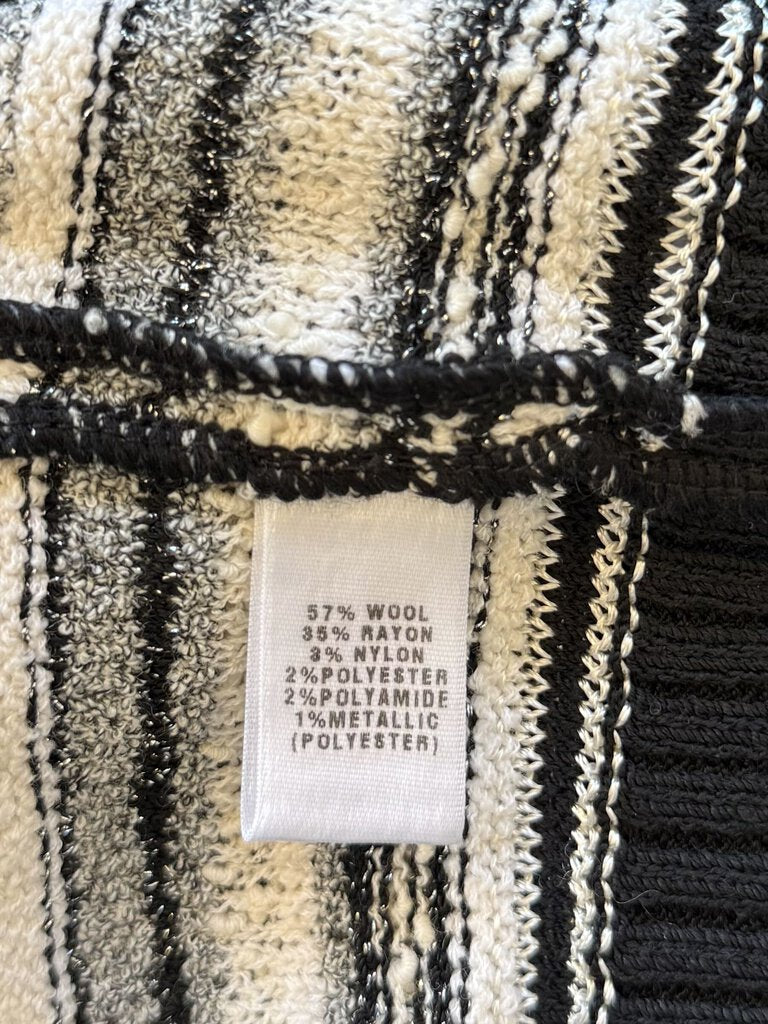 57% WOOL
35% RAYON
3% NYLON
2%POLYESTER
2%POLYAMIDE
1%METALLIC
(POLYESTER)